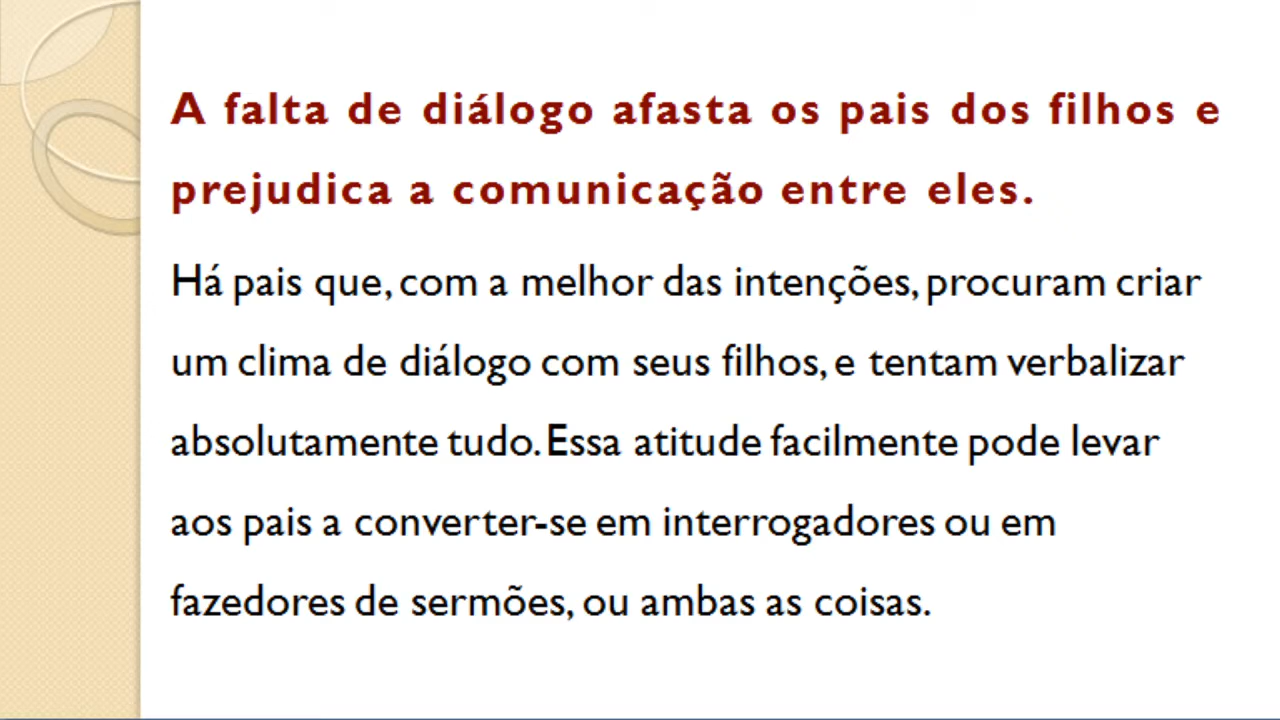 A falta de diálogo afasta os pais dos filhos e
prejudica a comunicação entre eles.
Há pais que, com a melhor das intenções, procuram criar
um clima de diálogo com seus filhos, e tentam verbalizar
absolutamente tudo. Essa atitude facilmente pode levar
aos pais a converter-se em interrogadores ou em
fazedores de sermões, ou ambas as coisas.